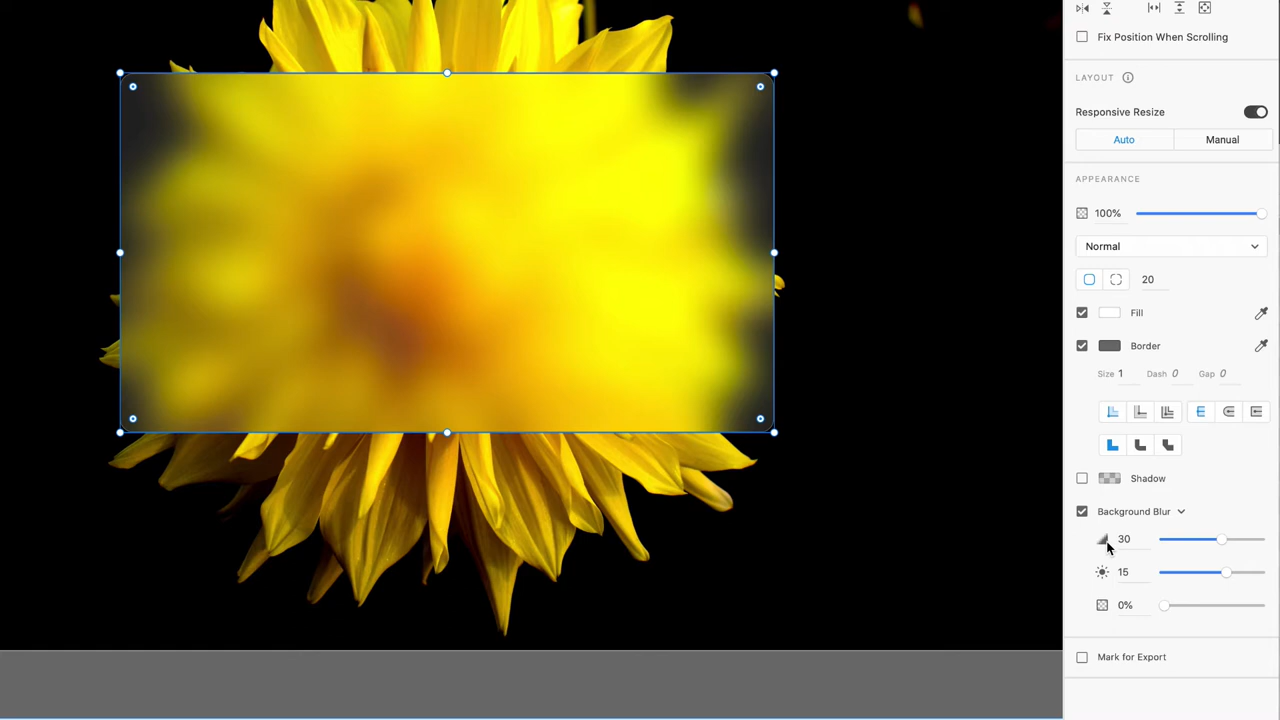 Fix Position When Scrolling
LAYOUT
Responsive Resize
Auto Manual
APPEARANCE
100%
Normal
20
Fill
Border
Size 1 Dash 0 Gap 0
Shadow
Background Blur
30
15
0%
Mark for Export